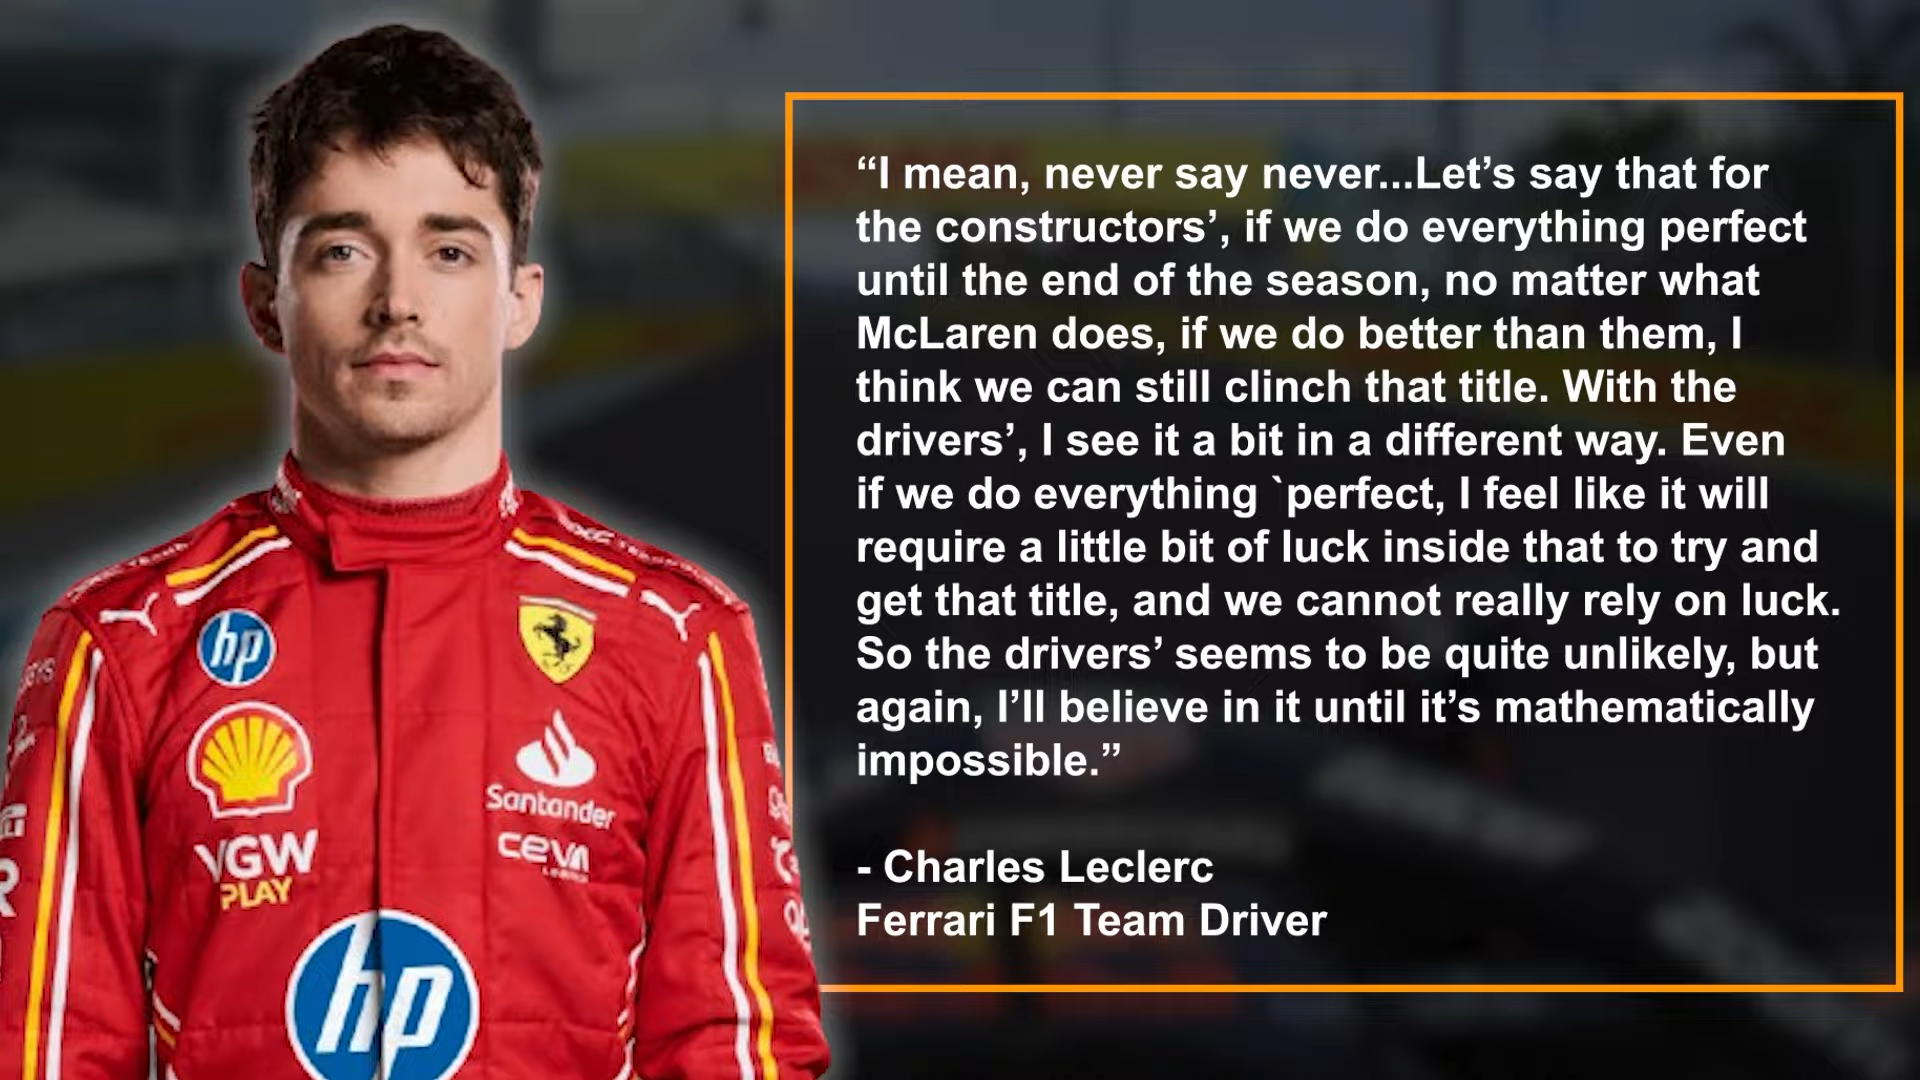 “I mean, never say never...Let’s say that for
the constructors’, if we do everything perfect
until the end of the season, no matter what
McLaren does, if we do better than them, I
think we can still clinch that title. With the
drivers’, I see it a bit in a different way. Even
if we do everything `perfect, I feel like it will
require a little bit of luck inside that to try and
get that title, and we cannot really rely on luck.
So the drivers’ seems to be quite unlikely, but
again, I’ll believe in it until it’s mathematically
impossible.”
- Charles Leclerc
Ferrari F1 Team Driver
hp
Santander
VGW
PLAY
ceva
hp